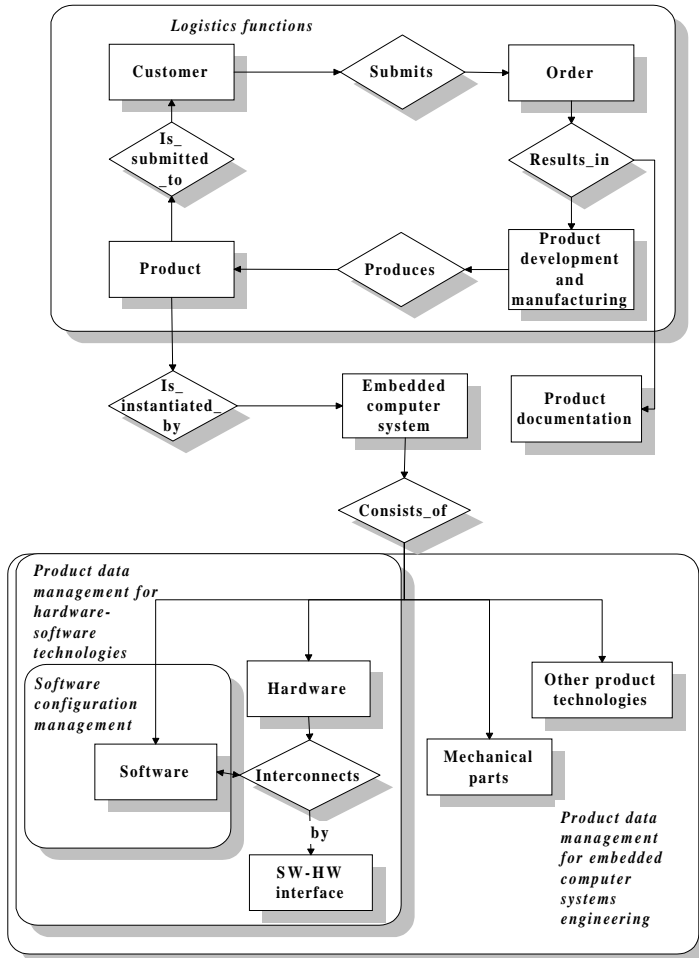 Logistics functions
Customer
Submits
Order
Is_
submitted
_to
Results_in
Product
Produces
Product
development
and
manufacturing
Is_
instantiated_
by
Embedded
computer
system
Product
documentation
Consists_of
Product data
management for
hardware-
software
technologies
Software
configuration
management
Hardware
Other product
technologies
Software
Interconnects
Mechanical
parts
by
SW-HW
interface
Product data
management
for embedded
computer
systems
engineering